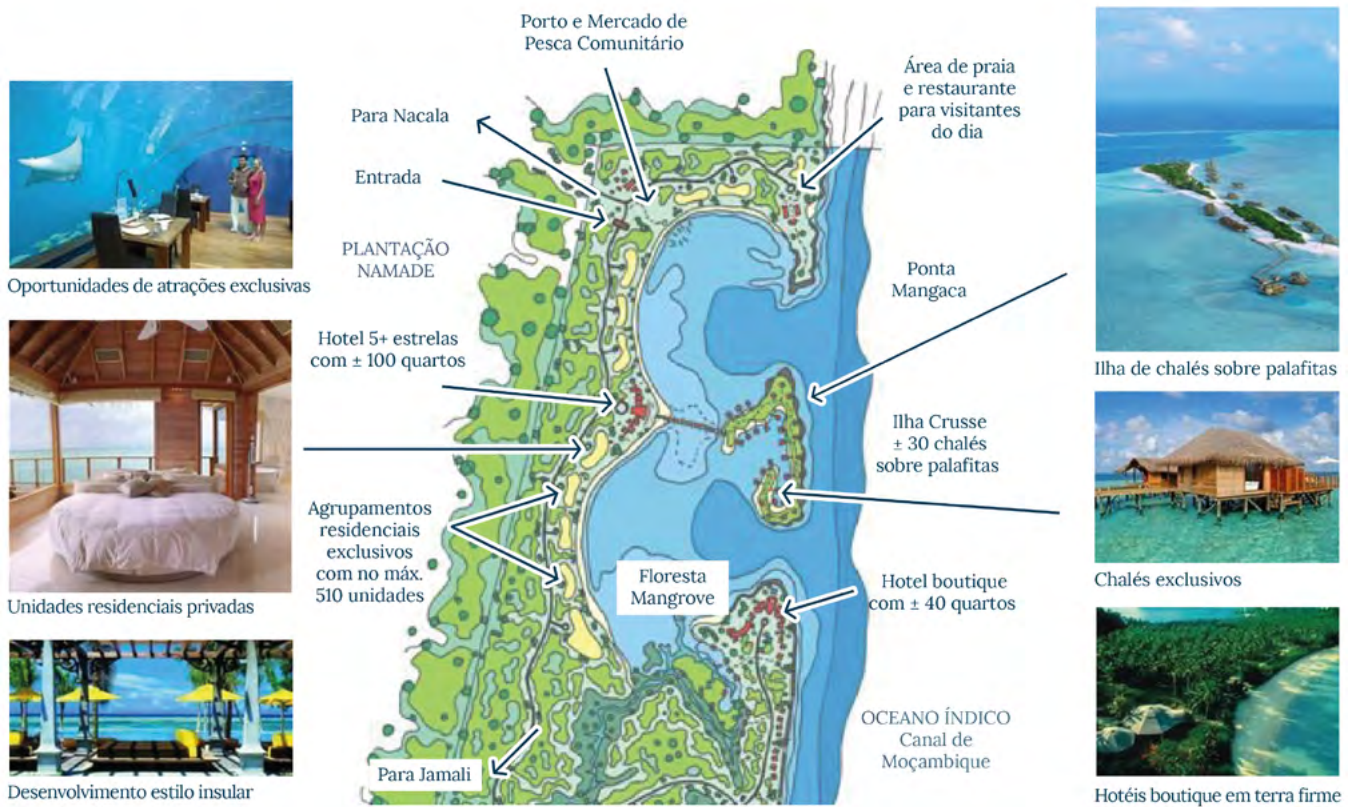 Porto e Mercado de
Pesca Comunitário
Área de praia
e restaurante
para visitantes
do dia
Para Nacala
Entrada
PLANTAÇÃO
NAMADE
Ponta
Mangaca
Oportunidades de atrações exclusivas
Hotel 5+ estrelas
com ± 100 quartos
Ilha de chalés sobre palafitas
Ilha Crusse
± 30 chalés
sobre palafitas
Agrupamentos
residenciais
exclusivos
com no máx.
510 unidades
Floresta
Mangrove
Hotel boutique
com ± 40 quartos
Chalés exclusivos
Unidades residenciais privadas
OCEANO ÍNDICO
Canal de
Moçambique
Para Jamali
Desenvolvimento estilo insular
Hotéis boutique em terra firme